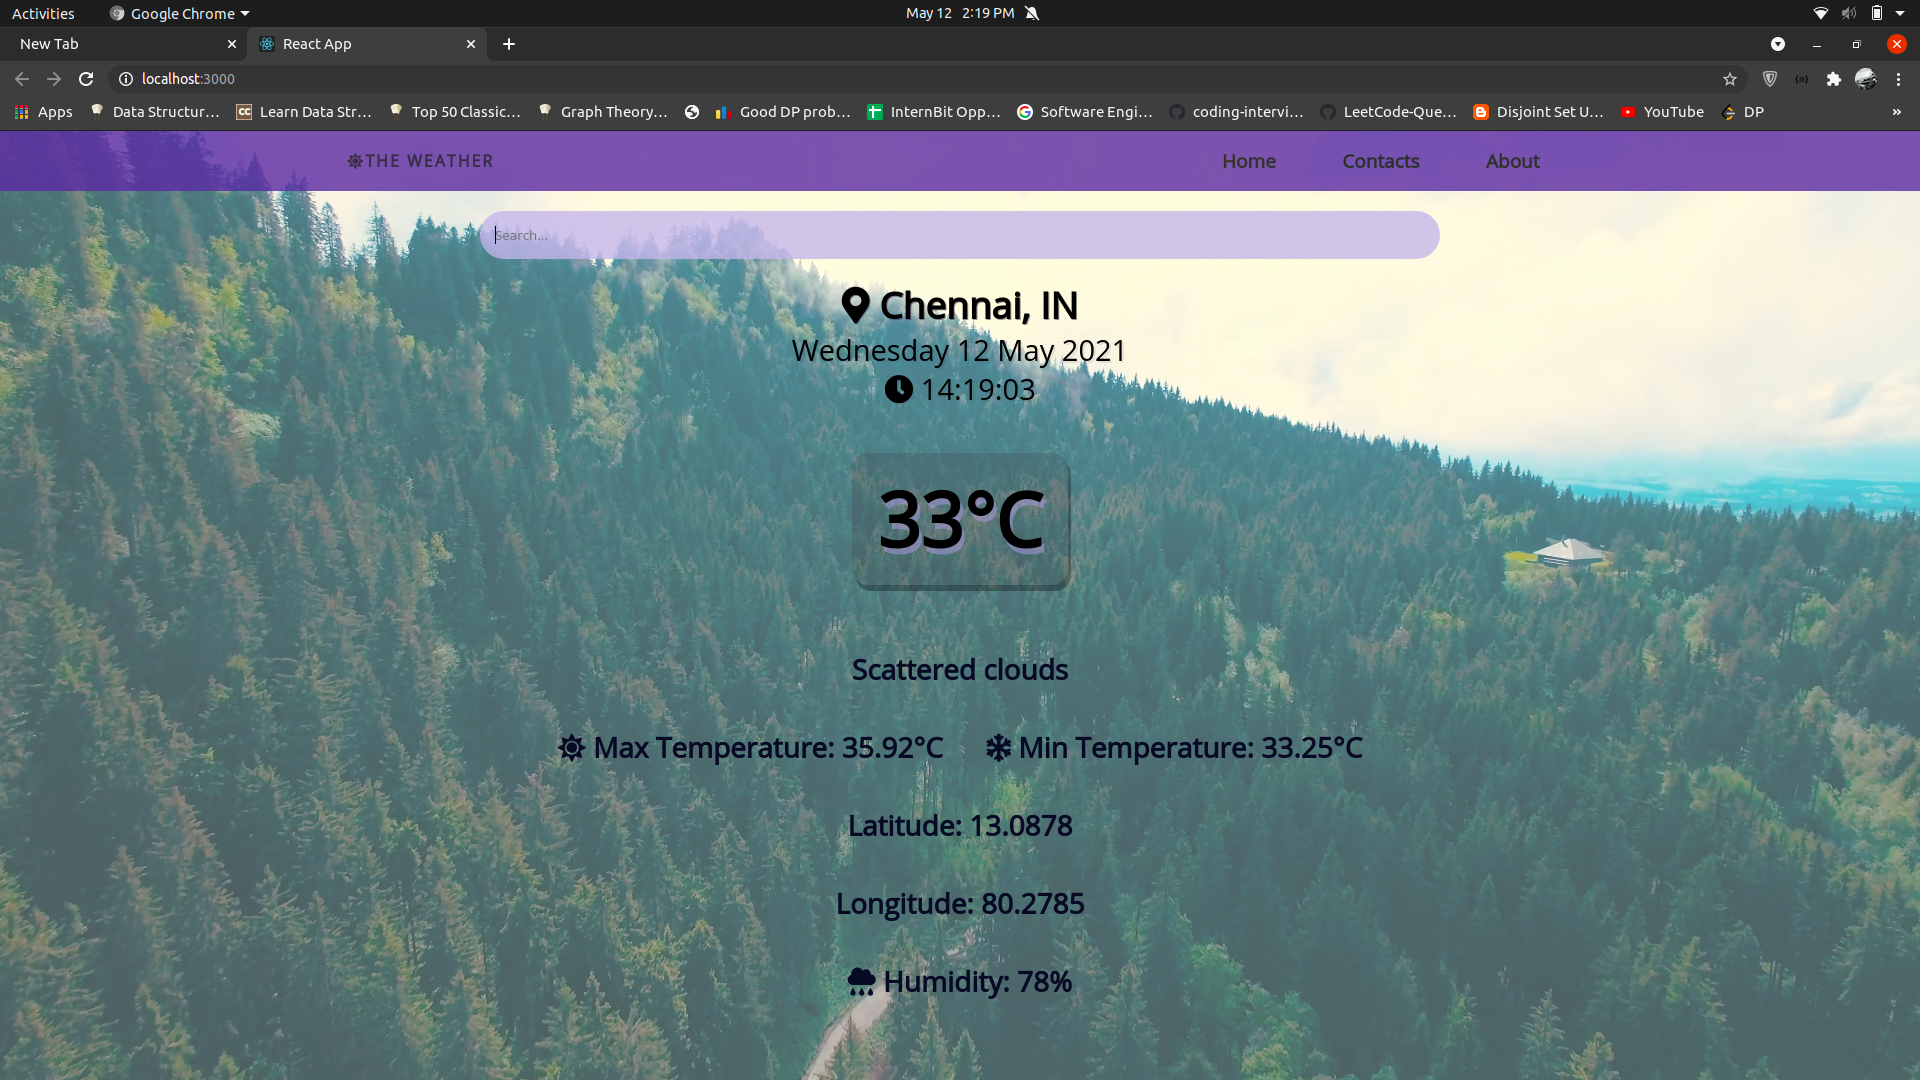 Activities Google Chrome May 12 2:19 PM
New Tab React App
localhost:3000
Apps Data Structur... Learn Data Str... Top 50 Classic... Graph Theory... Good DP prob... InternBit Opp... Software Engi... coding-intervi... LeetCode-Que... Disjoint Set U... YouTube DP »
THE WEATHER Home Contacts About
Search...
Chennai, IN
Wednesday 12 May 2021
14:19:03
33°C
Scattered clouds
Max Temperature: 35.92°C Min Temperature: 33.25°C
Latitude: 13.0878
Longitude: 80.2785
Humidity: 78%